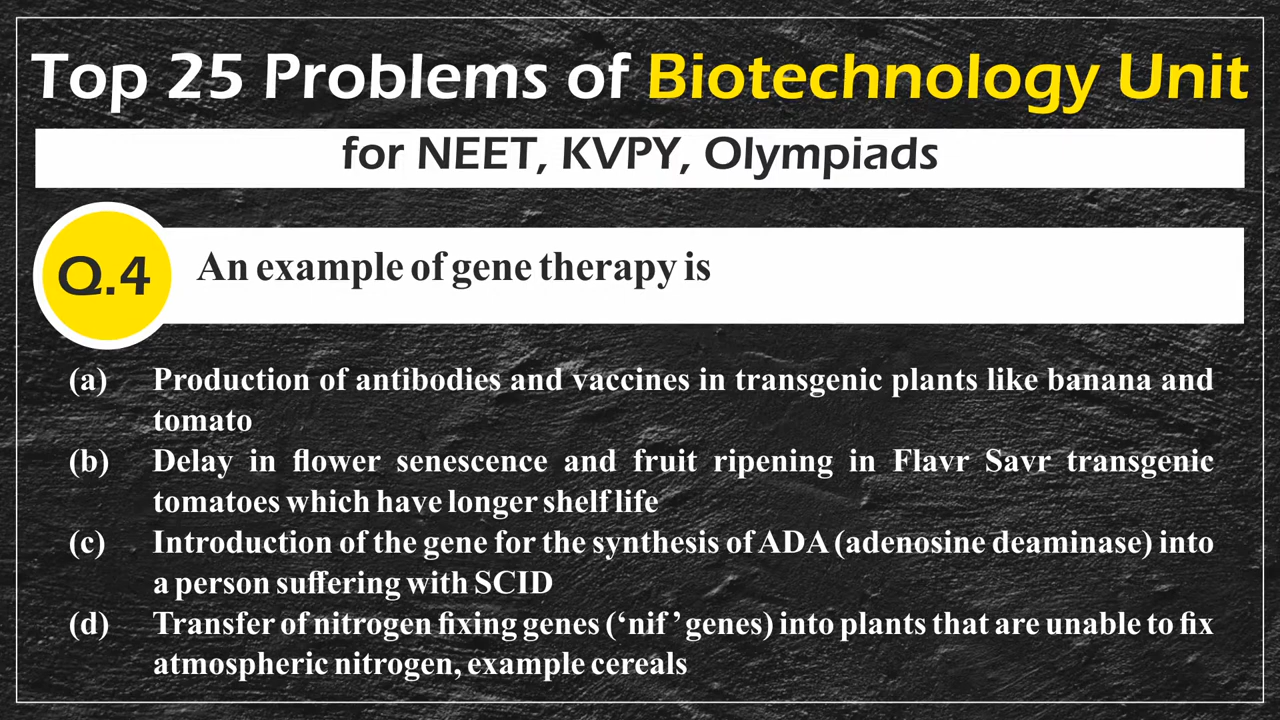 Top 25 Problems of Biotechnology Unit
for NEET, KVPY, Olympiads
Q.4 An example of gene therapy is
(a) Production of antibodies and vaccines in transgenic plants like banana and
tomato
(b) Delay in flower senescence and fruit ripening in Flavr Savr transgenic
tomatoes which have longer shelf life
(c) Introduction of the gene for the synthesis of ADA (adenosine deaminase) into
a person suffering with SCID
(d) Transfer of nitrogen fixing genes (‘nif’ genes) into plants that are unable to fix
atmospheric nitrogen, example cereals